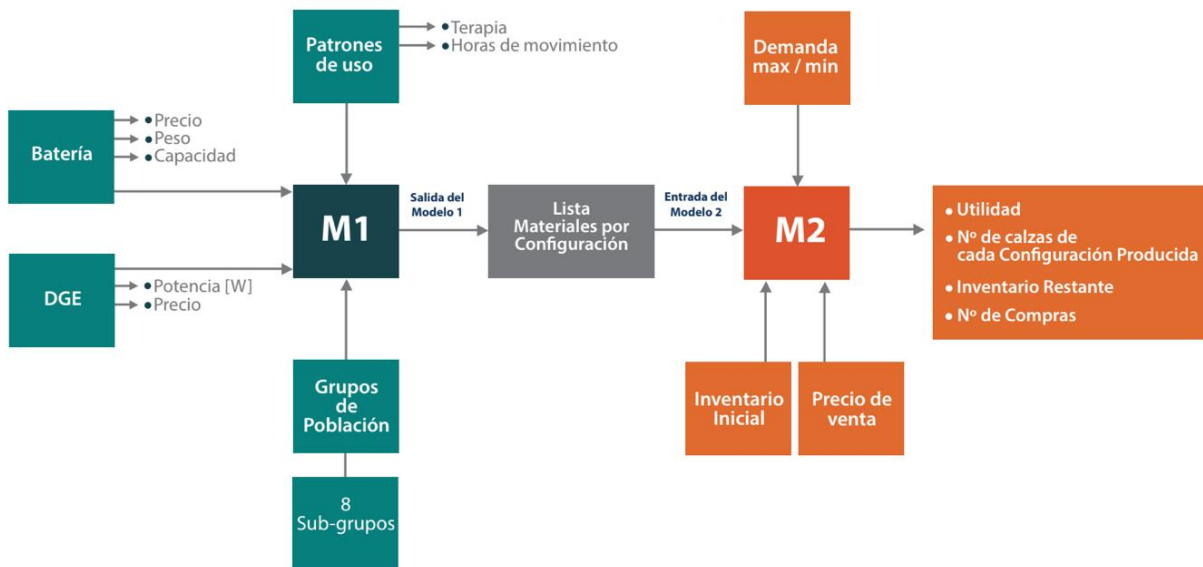 Patrones
de uso
• Terapia
• Horas de movimiento
Demanda
max / min
Batería
• Precio
• Peso
• Capacidad
M1
Salida del
Modelo 1
Lista
Materiales por
Configuración
Entrada del
Modelo 2
M2
• Utilidad
• Nº de calzas de
cada Configuración Producida
• Inventario Restante
• Nº de Compras
DGE
• Potencia [W]
• Precio
Grupos
de
Población
Inventario
Inicial
Precio de
venta
8
Sub-grupos